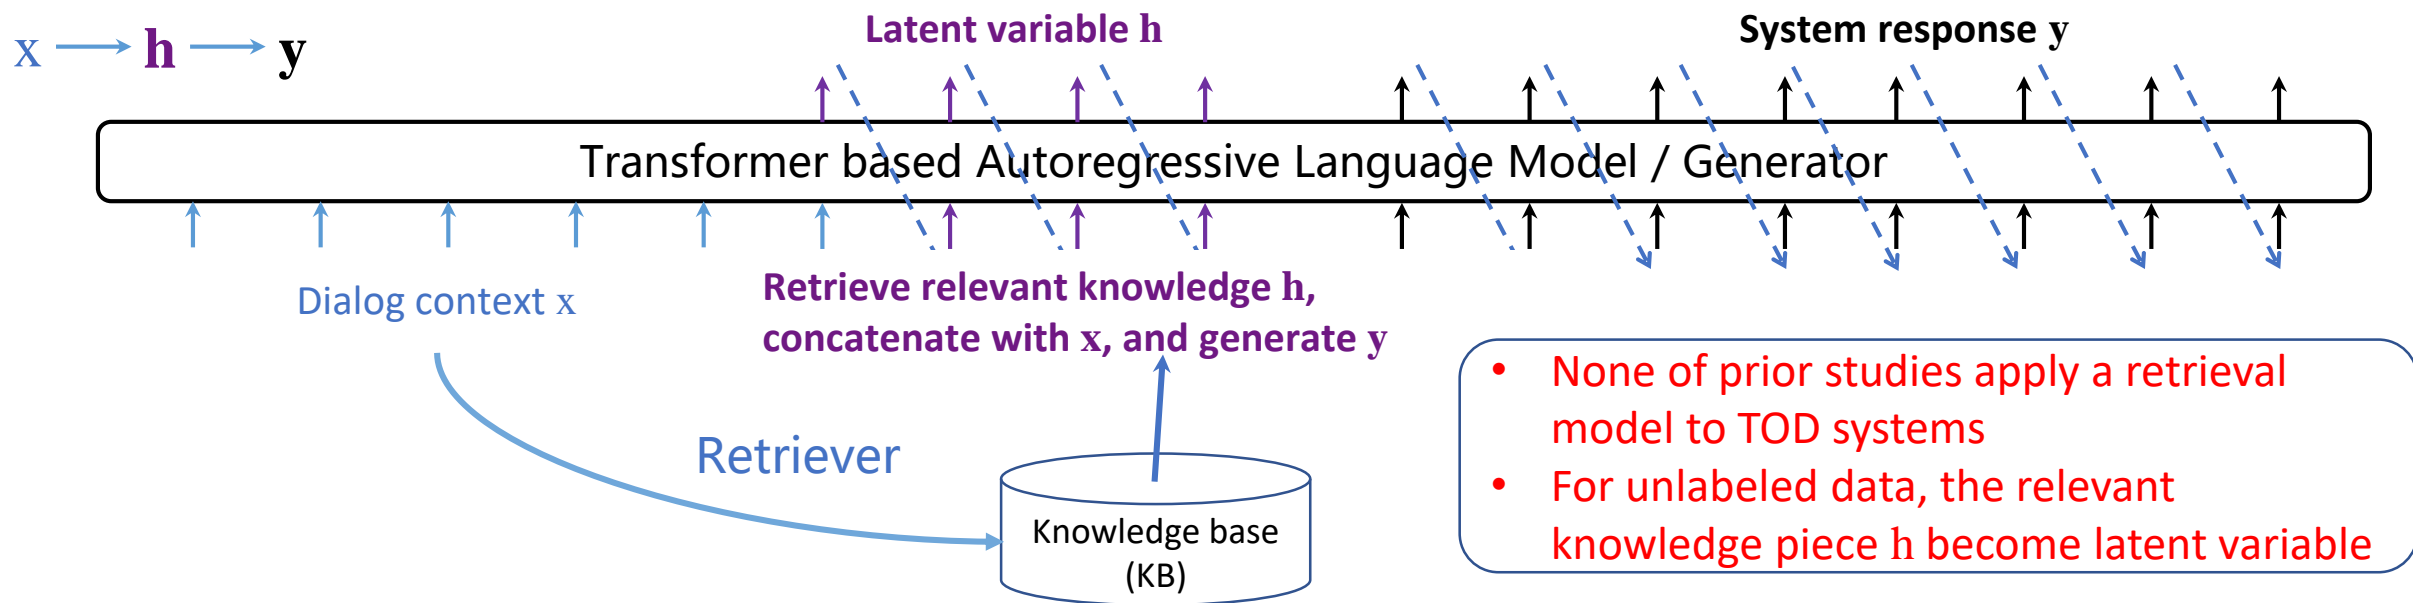 x h y
Latent variable h
System response y
Transformer based Autoregressive Language Model / Generator
Dialog context x
Retrieve relevant knowledge h,
concatenate with x, and generate y
Retriever
Knowledge base
(KB)
• None of prior studies apply a retrieval
model to TOD systems
• For unlabeled data, the relevant
knowledge piece h become latent variable